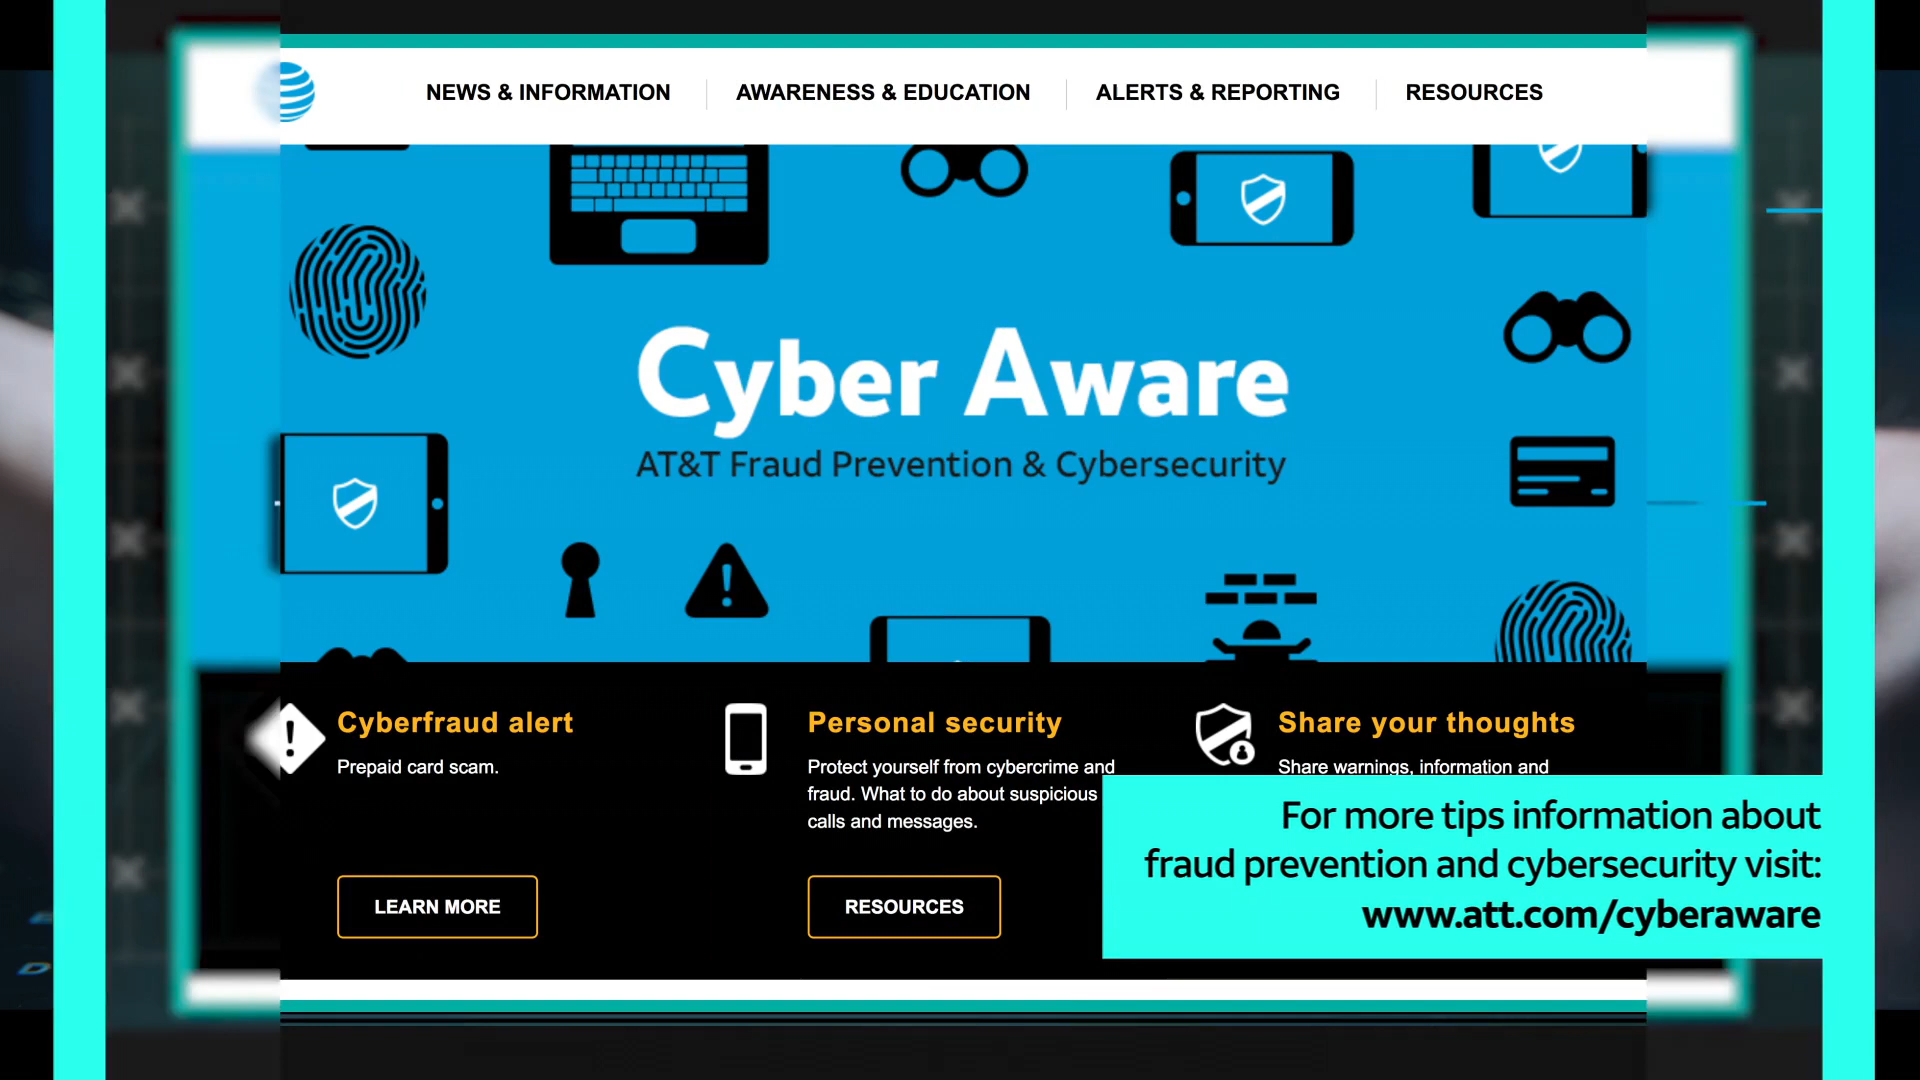 NEWS & INFORMATION
AWARENESS & EDUCATION
ALERTS & REPORTING
RESOURCES
Cyber Aware
AT&T Fraud Prevention & Cybersecurity
Cyberfraud alert
Prepaid card scam.
LEARN MORE
Personal security
Protect yourself from cybercrime and
fraud. What to do about suspicious
calls and messages.
RESOURCES
Share your thoughts
Share warnings, information and
For more tips information about
fraud prevention and cybersecurity visit:
www.att.com/cyberaware
D